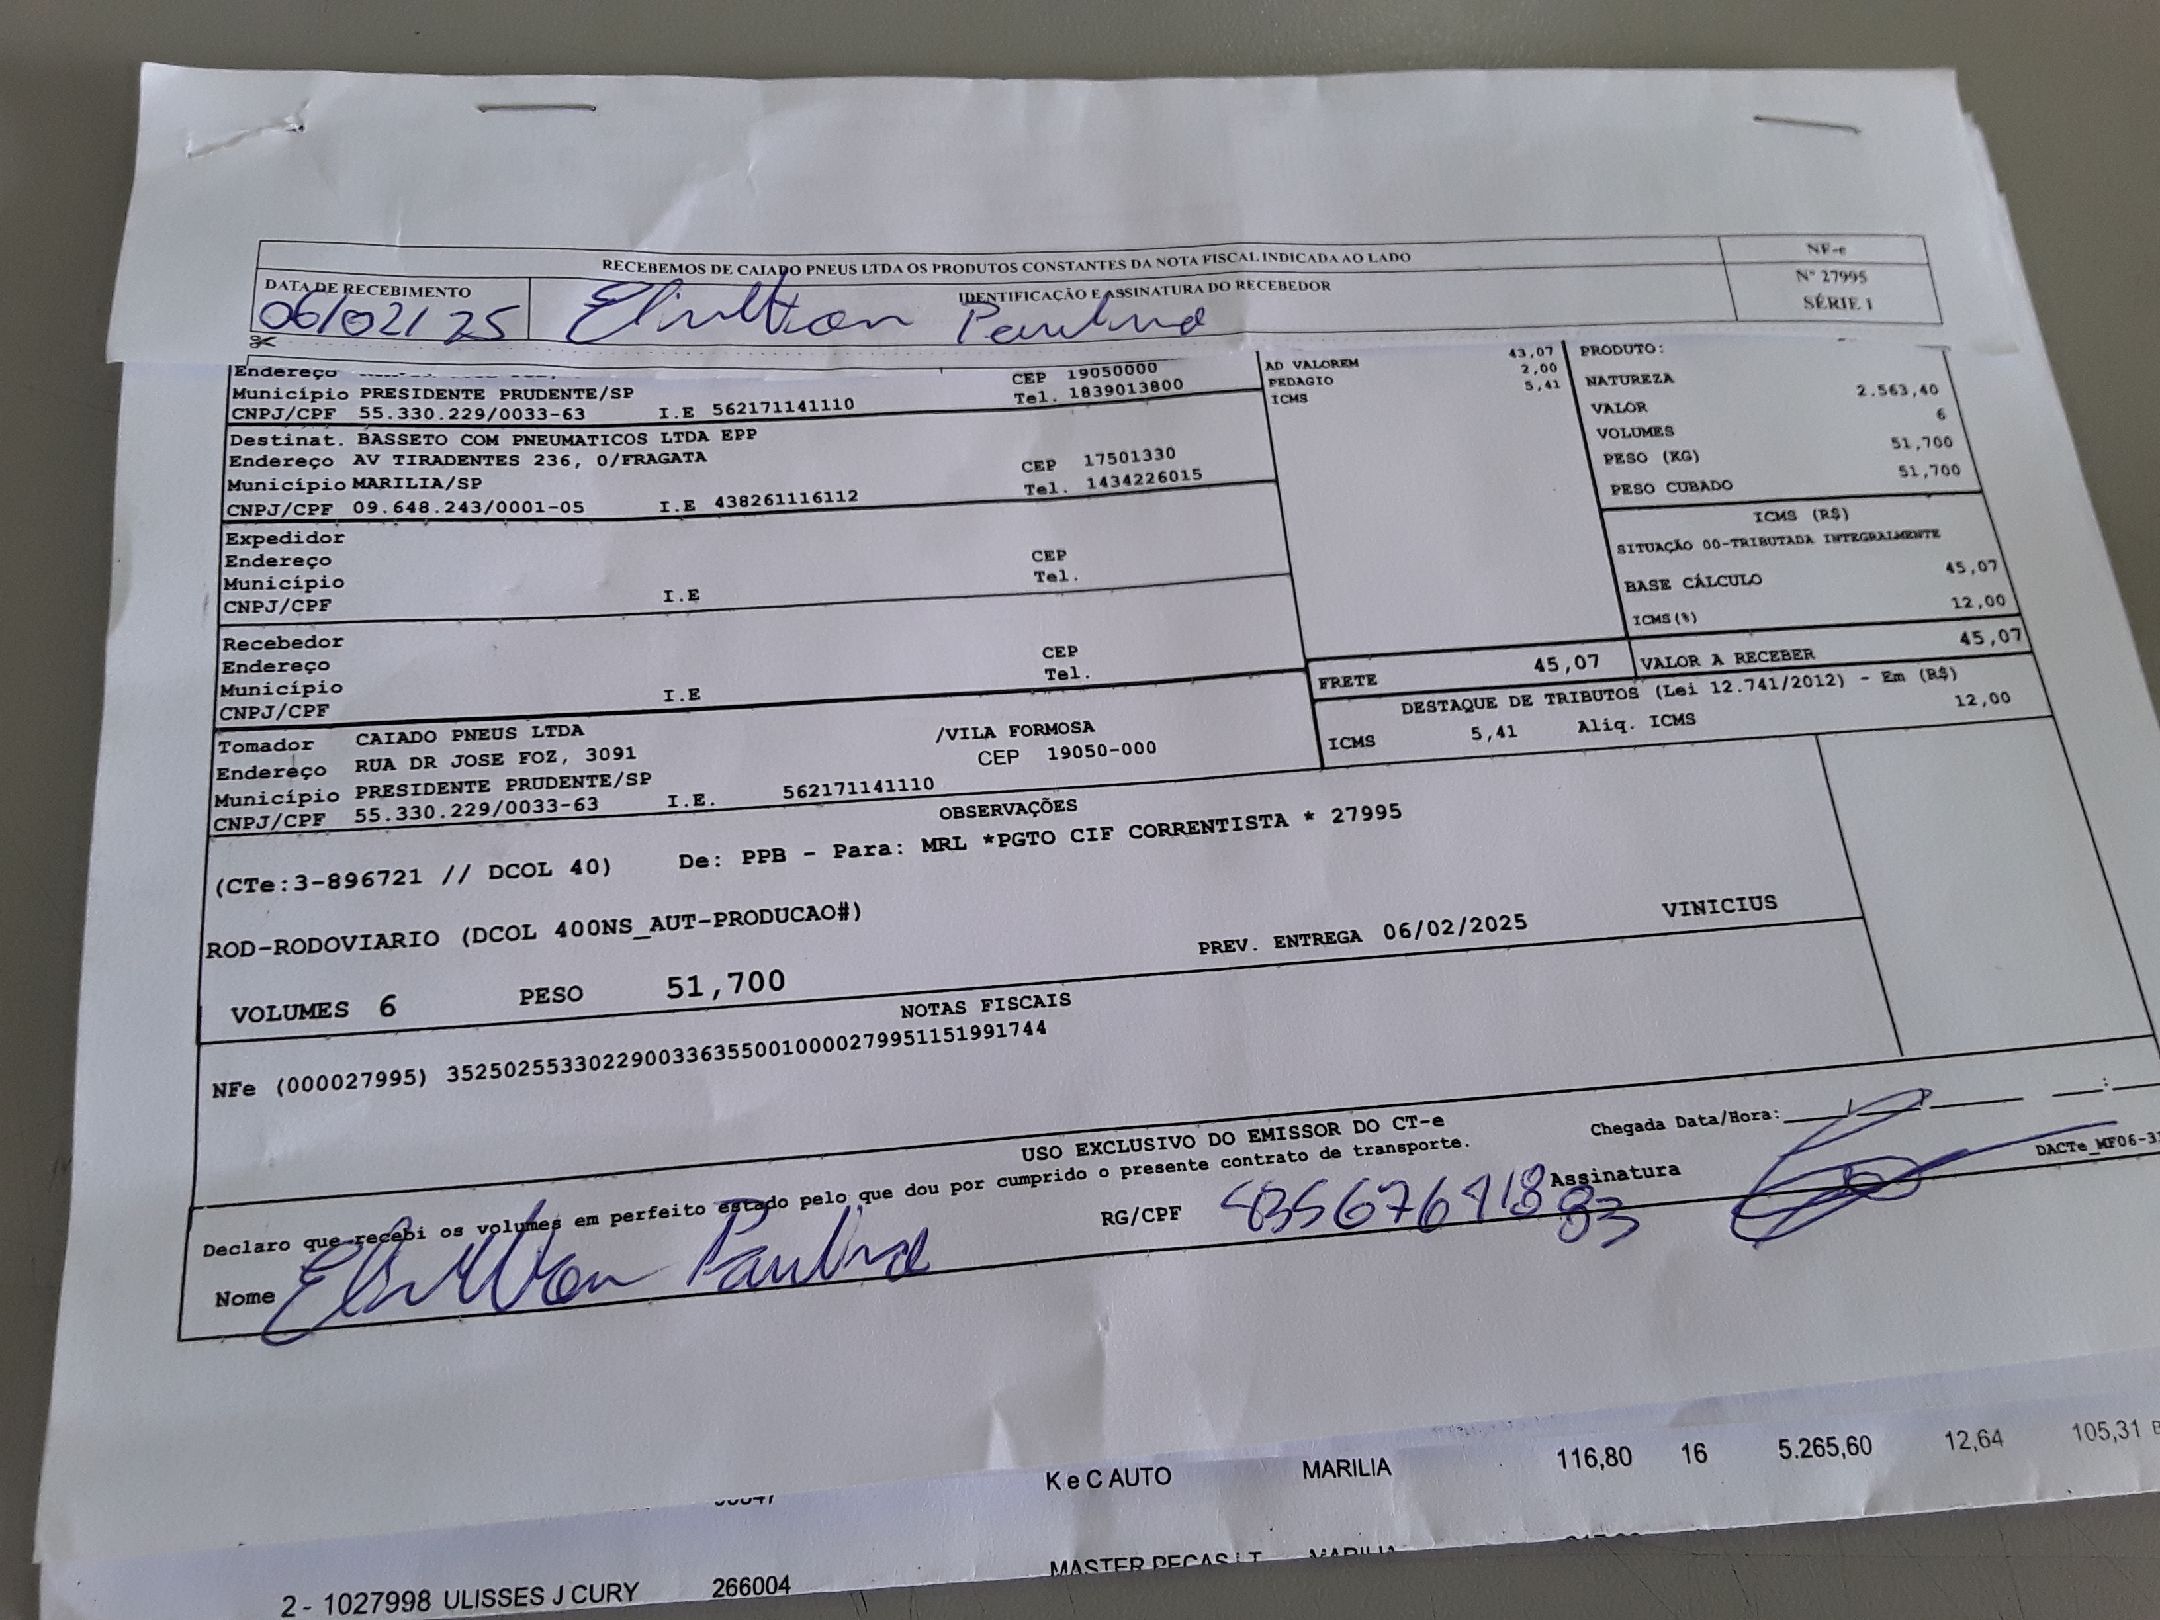 RECEBEMOS DE CAIADO PNEUS LTDA OS PRODUTOS CONSTANTES DA NOTA FISCAL INDICADA AO LADO
NF-e
Nº 27995
SÉRIE 1
DATA DE RECEBIMENTO
06/02/25
IDENTIFICAÇÃO E ASSINATURA DO RECEBEDOR
Paulino
Endereço CEP 19050000
Município PRESIDENTE PRUDENTE/SP Tel. 1839013800
CNPJ/CPF 55.330.229/0033-63 I.E 562171141110
Destinat. BASSETO COM PNEUMATICOS LTDA EPP
Endereço AV TIRADENTES 236, 0/FRAGATA CEP 17501330
Município MARILIA/SP Tel. 1434226015
CNPJ/CPF 09.648.243/0001-05 I.E 438261116112
Expedidor
Endereço CEP
Município Tel.
CNPJ/CPF I.E
Recebedor
Endereço CEP
Município Tel.
CNPJ/CPF I.E
Tomador CAIADO PNEUS LTDA
Endereço RUA DR JOSE FOZ, 3091 /VILA FORMOSA
Município PRESIDENTE PRUDENTE/SP CEP 19050-000
CNPJ/CPF 55.330.229/0033-63 I.E. 562171141110
AD VALOREM 43,07
PEDAGIO 2,00
ICMS 5,41
PRODUTO:
NATUREZA
VALOR 2.563,40
VOLUMES 6
PESO (KG) 51,700
PESO CUBADO 51,700
ICMS (R$)
SITUAÇÃO 00-TRIBUTADA INTEGRALMENTE
BASE CÁLCULO 45,07
ICMS(%) 12,00
FRETE 45,07 VALOR A RECEBER 45,07
DESTAQUE DE TRIBUTOS (Lei 12.741/2012) - Em (R$)
ICMS 5,41 Aliq. ICMS 12,00
OBSERVAÇÕES
(CTe:3-896721 // DCOL 40) De: PPB - Para: MRL *PGTO CIF CORRENTISTA * 27995
ROD-RODOVIARIO (DCOL 400NS_AUT-PRODUCAO#)
PREV. ENTREGA 06/02/2025 VINICIUS
VOLUMES 6 PESO 51,700
NOTAS FISCAIS
NFe (000027995) 35250255330229003363550010000279951151991744
USO EXCLUSIVO DO EMISSOR DO CT-e
Declaro que recebi os volumes em perfeito estado pelo que dou por cumprido o presente contrato de transporte.
Chegada Data/Hora:
Nome Paulino RG/CPF Assinatura
DACTe_MF06-
K e C AUTO MARILIA 116,80 16 5.265,60 12,64 105,31
MASTER PECAS LT MARILIA
2 - 1027998 ULISSES J CURY 266004